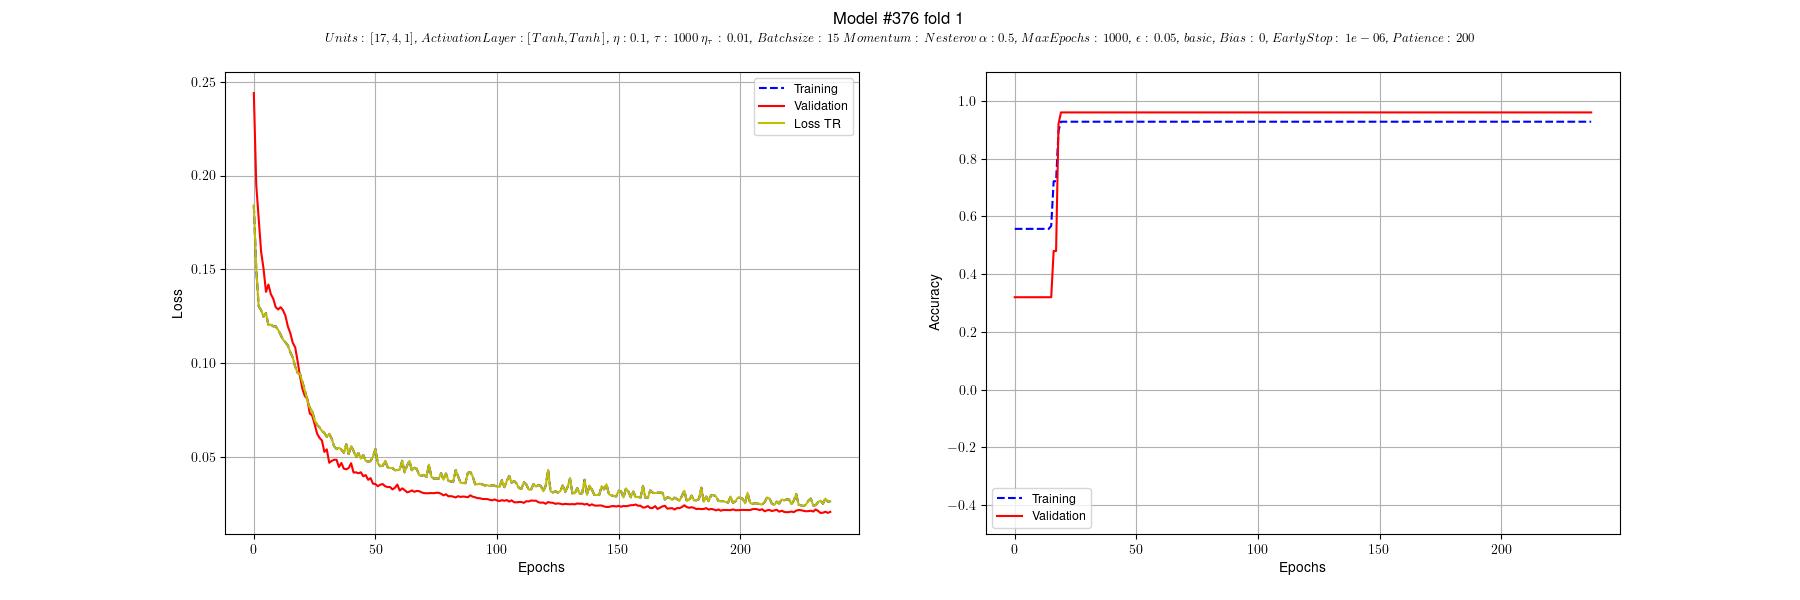 Model #376 fold 1
Units : [17, 4, 1], ActivationLayer : [Tanh, Tanh], η : 0.1, τ : 1000 ητ : 0.01, Batchsize : 15 Momentum : Nesterov α : 0.5, MaxEpochs : 1000, ϵ : 0.05, basic, Bias : 0, EarlyStop : 1e − 06, Patience : 200
0.25
0.20
0.15
0.10
0.05
Loss
0 50 100 150 200
Epochs
Training
Validation
Loss TR
1.0
0.8
0.6
0.4
0.2
0.0
−0.2
−0.4
Accuracy
Training
Validation
0 50 100 150 200
Epochs